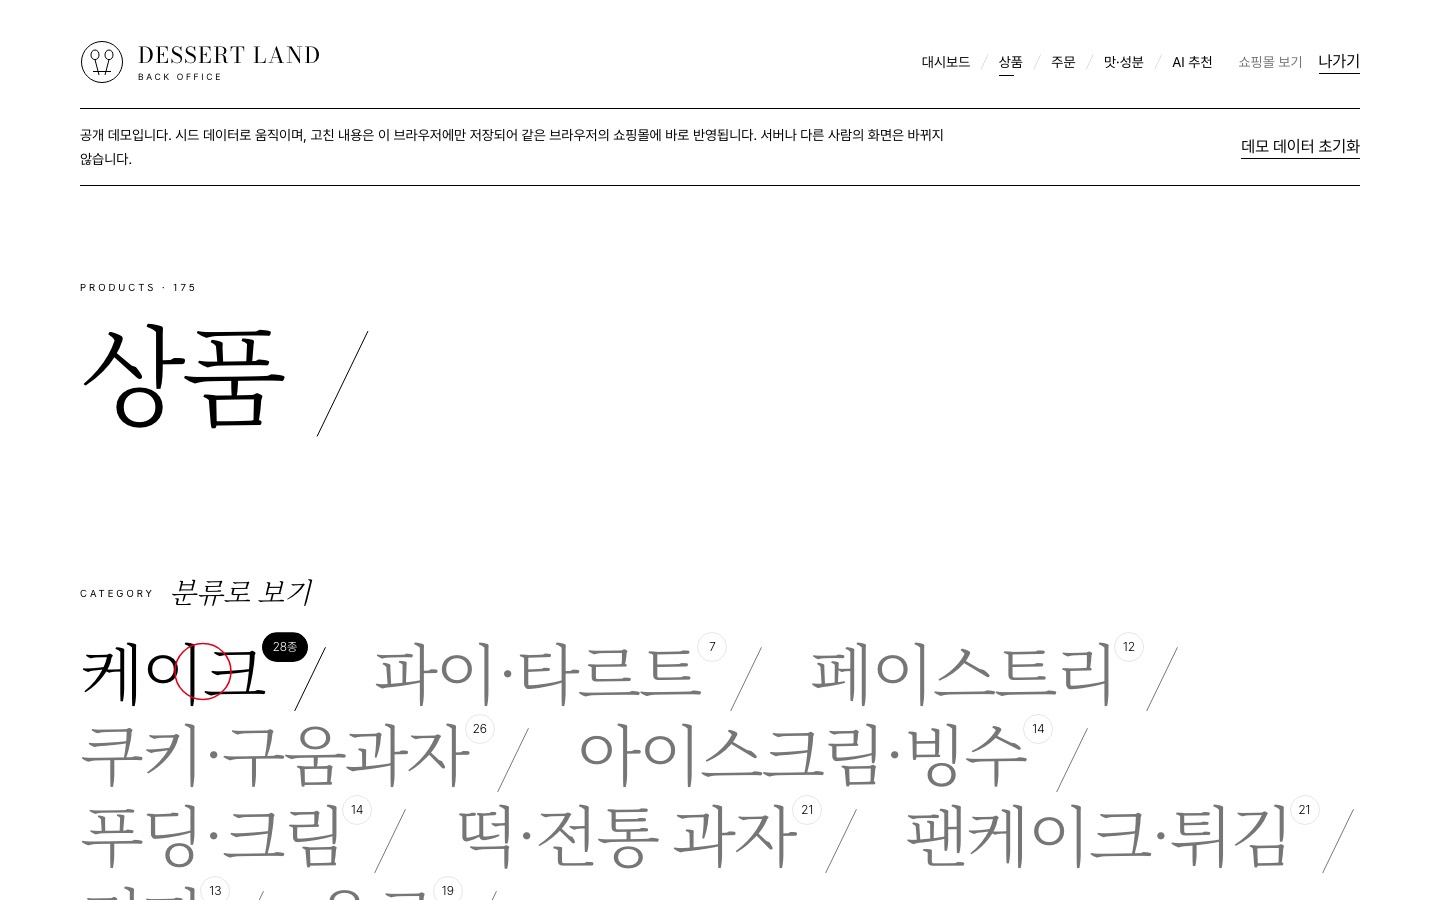 DESSERT LAND
BACK OFFICE
대시보드 / 상품 / 주문 / 맛·성분 / AI 추천 쇼핑몰 보기 나가기
공개 데모입니다. 시드 데이터로 움직이며, 고친 내용은 이 브라우저에만 저장되어 같은 브라우저의 쇼핑몰에 바로 반영됩니다. 서버나 다른 사람의 화면은 바뀌지
않습니다.
데모 데이터 초기화
PRODUCTS · 175
상품 /
CATEGORY 분류로 보기
케이크 28종 / 파이·타르트 7 / 페이스트리 12 /
쿠키·구움과자 26 / 아이스크림·빙수 14 /
푸딩·크림 14 / 떡·전통 과자 21 / 팬케이크·튀김 21 /
13 / 19 /